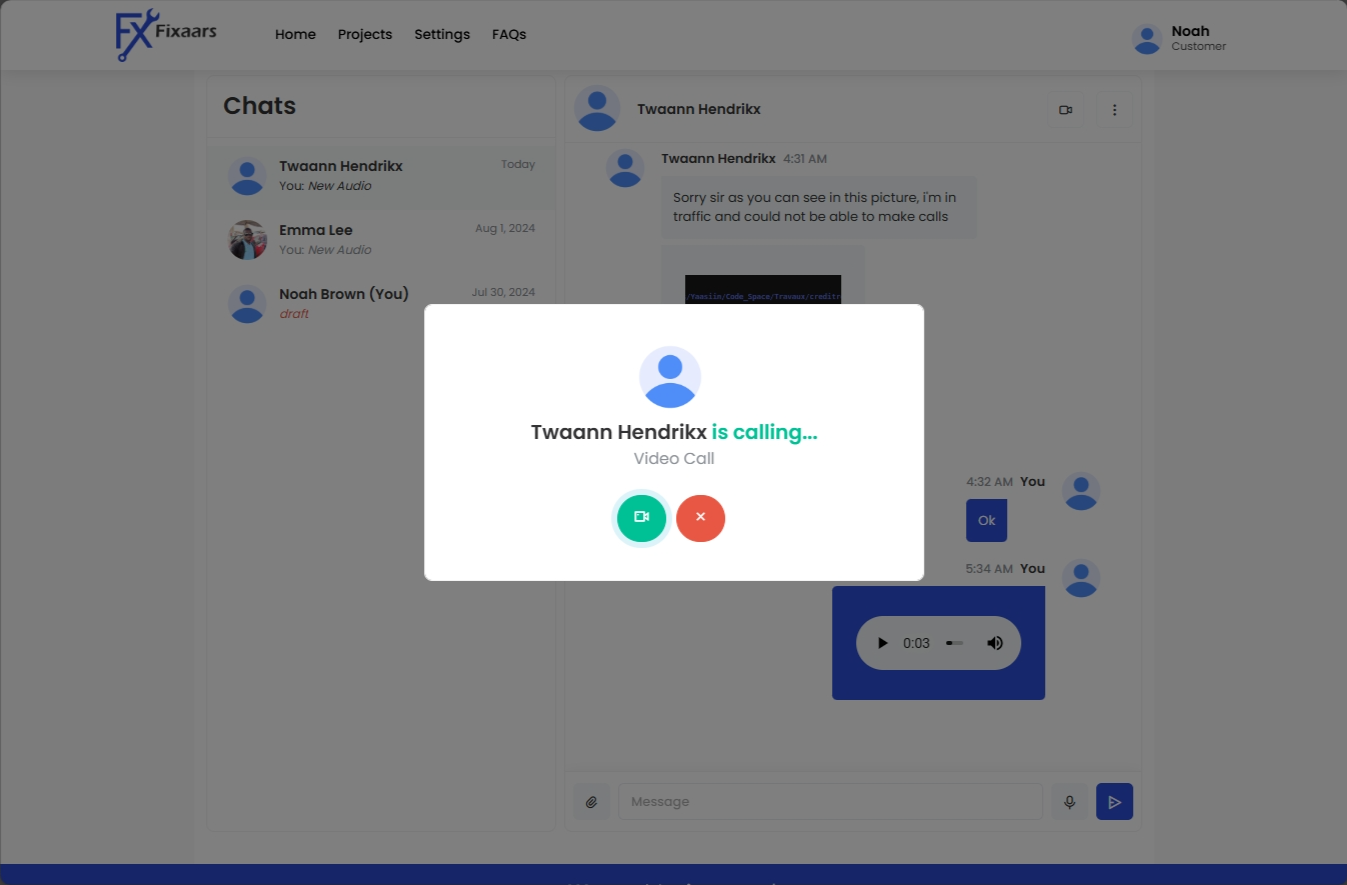 FX Fixaars
Home Projects Settings FAQs
Noah
Customer
Chats
Twaann Hendrikx Today
You: New Audio
Emma Lee Aug 1, 2024
You: New Audio
Noah Brown (You) Jul 30, 2024
draft
Twaann Hendrikx
Twaann Hendrikx 4:31 AM
Sorry sir as you can see in this picture, i'm in
traffic and could not be able to make calls
/Yaasiin/Code_Space/Travaux/creditr
Twaann Hendrikx is calling...
Video Call
4:32 AM You
Ok
5:34 AM You
0:03
Message